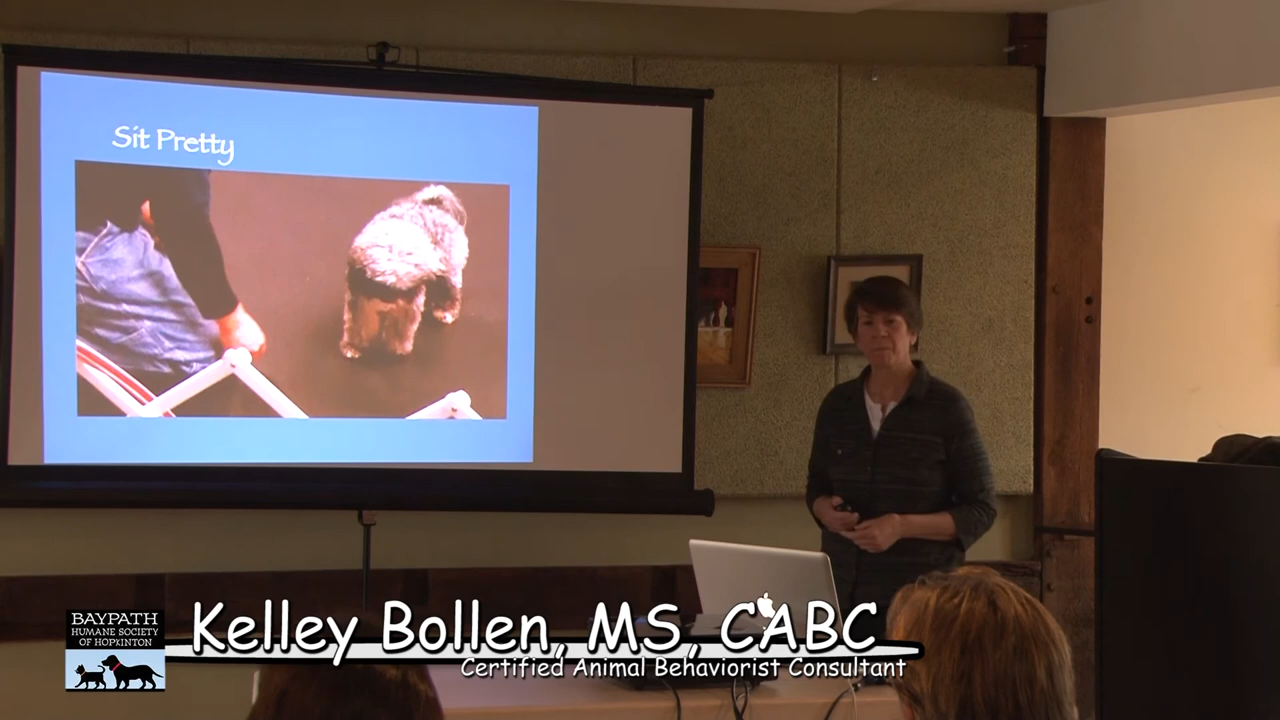 Sit Pretty
BAYPATH
HUMANE SOCIETY
OF HOPKINTON
Kelley Bollen, MS, CABC
Certified Animal Behaviorist Consultant